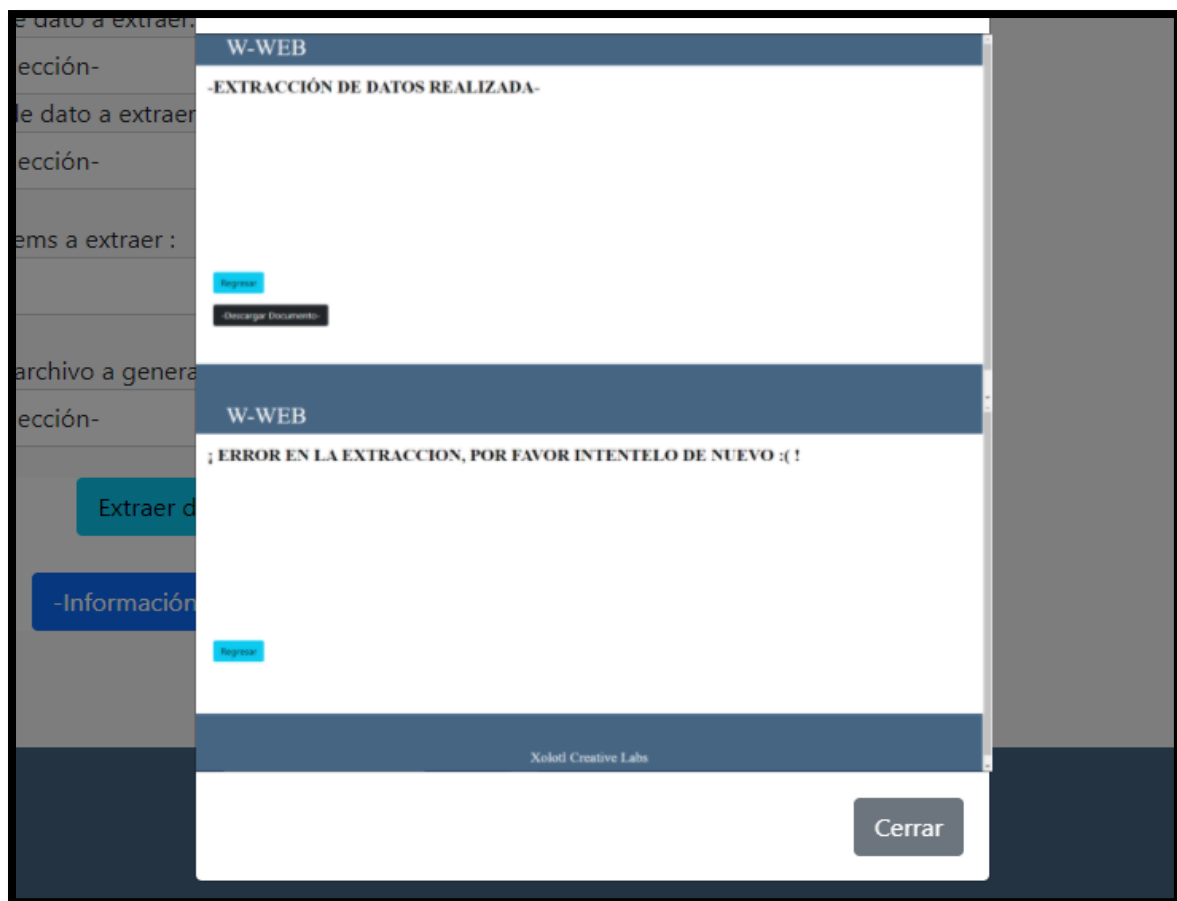 e dato a extraer:
ección-
de dato a extraer
ección-
ems a extraer :
archivo a genera
ección-
Extraer d
-Información
W-WEB
-EXTRACCIÓN DE DATOS REALIZADA-
Regresar
-Descargar Documento-
W-WEB
¡ ERROR EN LA EXTRACCION, POR FAVOR INTENTELO DE NUEVO :( !
Regresar
Xolotl Creative Labs
Cerrar